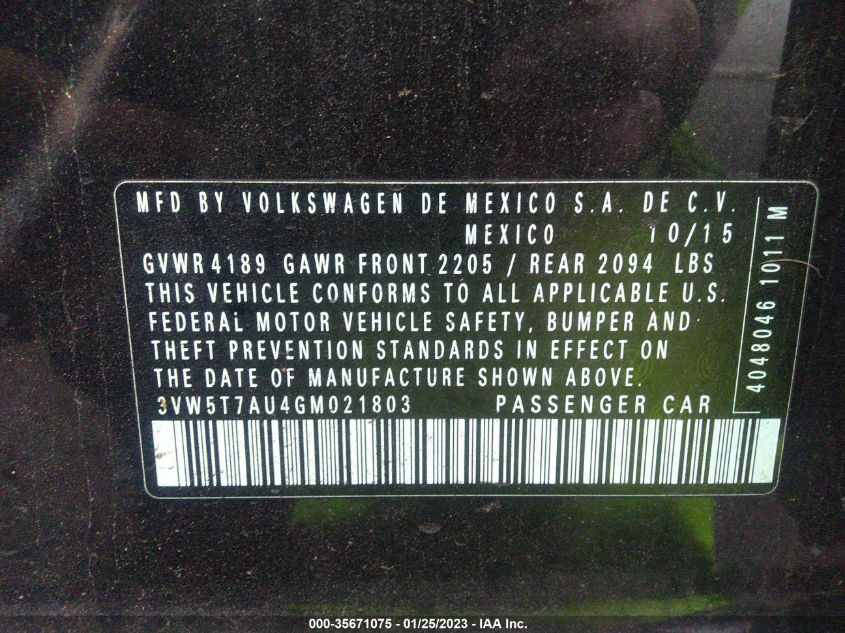 MFD BY VOLKSWAGEN DE MEXICO S.A. DE C.V.
MEXICO 10/15
GVWR 4189 GAWR FRONT 2205 / REAR 2094 LBS
THIS VEHICLE CONFORMS TO ALL APPLICABLE U.S.
FEDERAL MOTOR VEHICLE SAFETY, BUMPER AND
THEFT PREVENTION STANDARDS IN EFFECT ON
THE DATE OF MANUFACTURE SHOWN ABOVE.
3VW5T7AU4GM021803 PASSENGER CAR
4048046 1011 M
000-35671075 - 01/25/2023 - IAA Inc.